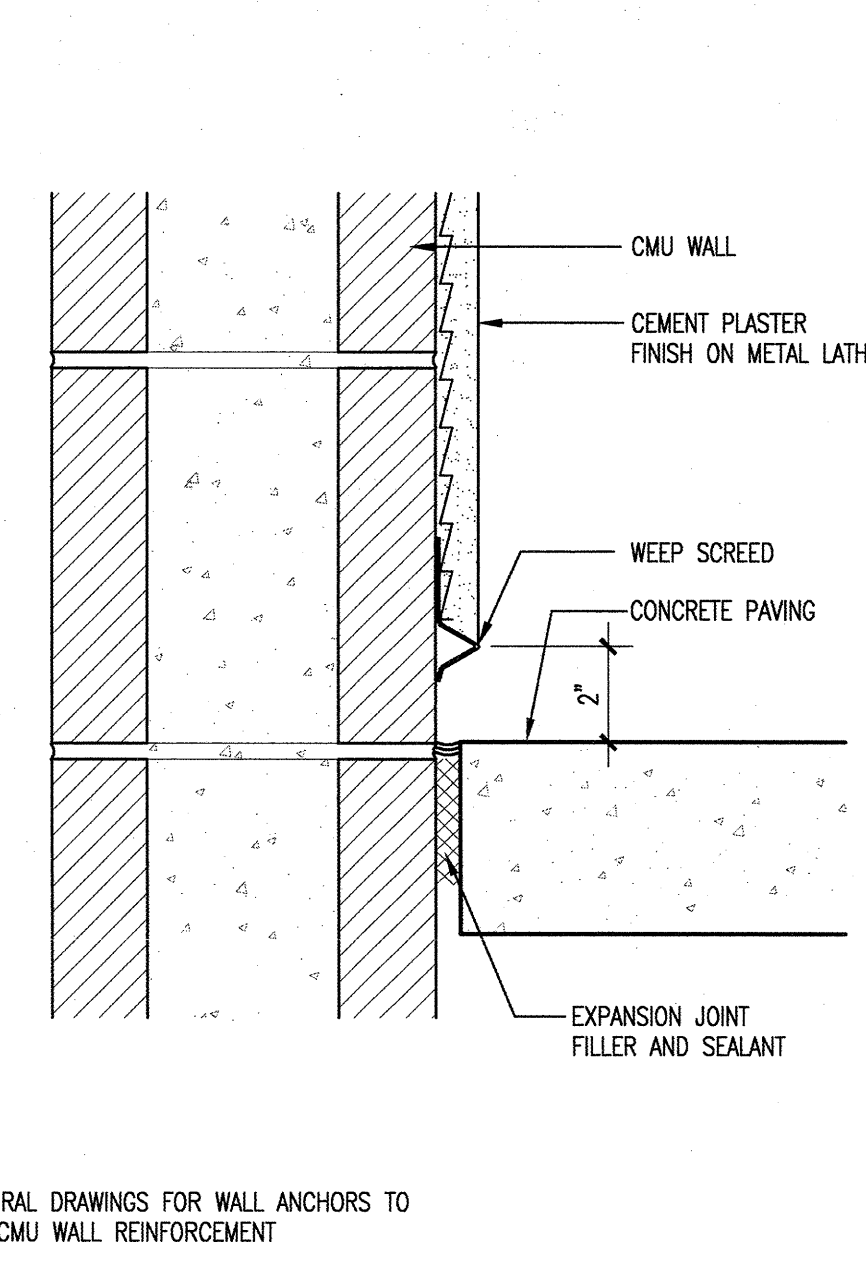 CMU WALL
CEMENT PLASTER
FINISH ON METAL LATH
WEEP SCREED
CONCRETE PAVING
2"
EXPANSION JOINT
FILLER AND SEALANT
RAL DRAWINGS FOR WALL ANCHORS TO
CMU WALL REINFORCEMENT